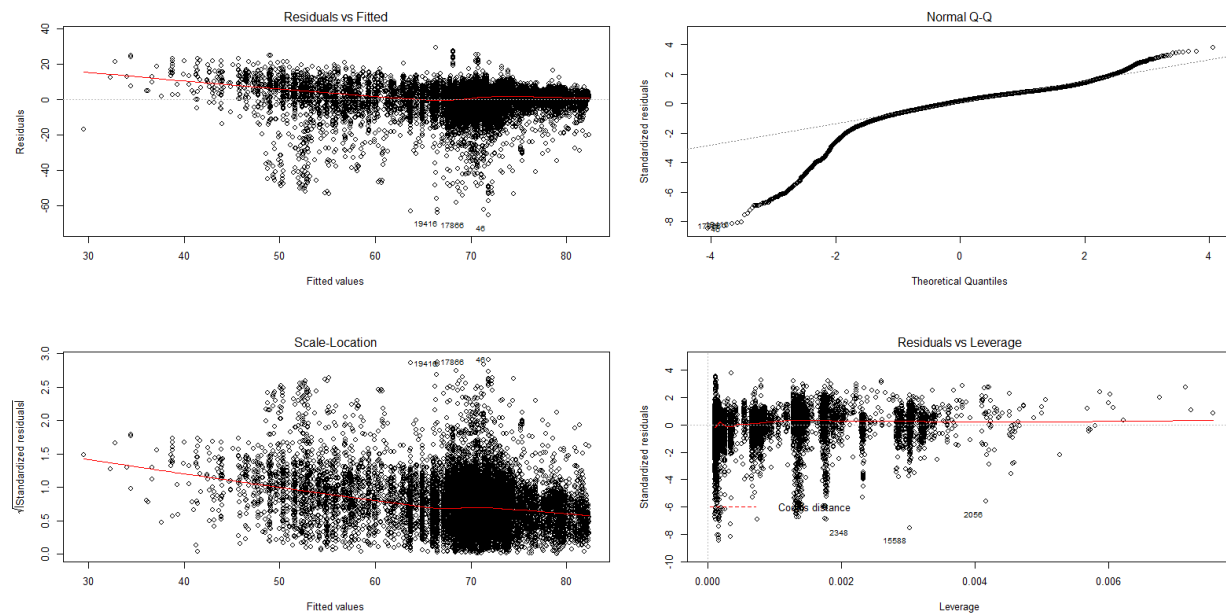 Residuals vs Fitted
Residuals
40
20
0
-20
-60
19416 17866 46
30 40 50 60 70 80
Fitted values
Normal Q-Q
Standardized residuals
4
2
0
-2
-4
-6
-8
46
-4 -2 0 2 4
Theoretical Quantiles
Scale-Location
√|Standardized residuals|
3.0
2.5
2.0
1.5
1.0
0.5
0.0
19416 17866 46
30 40 50 60 70 80
Fitted values
Residuals vs Leverage
Standardized residuals
4
2
0
-2
-4
-6
-8
-10
Cook's distance
2056
2348
15588
0.000 0.002 0.004 0.006
Leverage